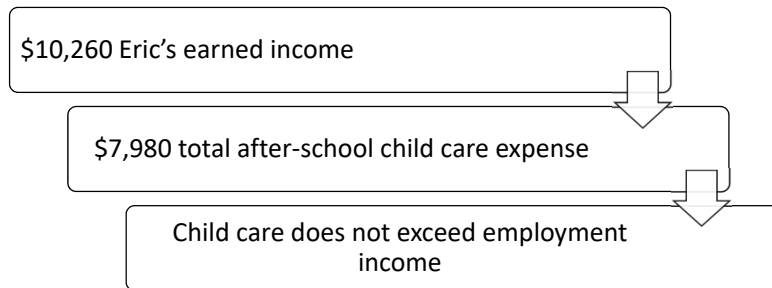 $10,260 Eric’s earned income
$7,980 total after-school child care expense
Child care does not exceed employment
income